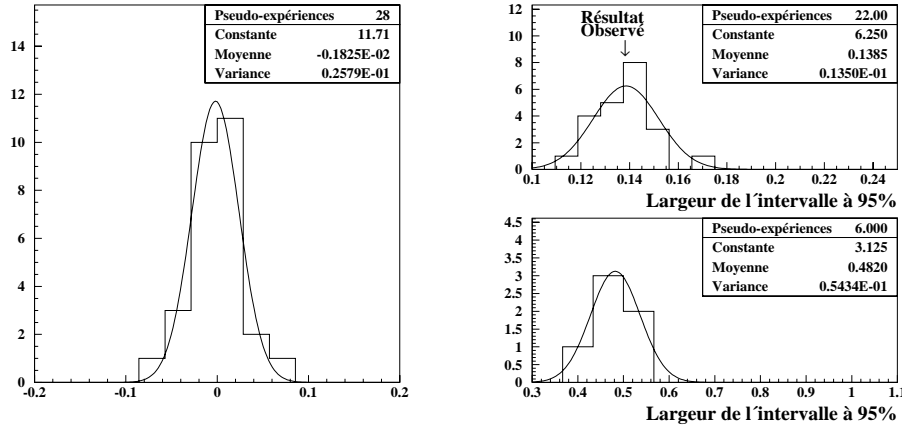 Pseudo-expériences 28
Constante 11.71
Moyenne -0.1825E-02
Variance 0.2579E-01
14
12
10
8
6
4
2
0
-0.2 -0.1 0 0.1 0.2
Pseudo-expériences 22.00
Constante 6.250
Moyenne 0.1385
Variance 0.1350E-01
Résultat
Observé
12
10
8
6
4
2
0
0.1 0.12 0.14 0.16 0.18 0.2 0.22 0.24
Largeur de l´intervalle à 95%
Pseudo-expériences 6.000
Constante 3.125
Moyenne 0.4820
Variance 0.5434E-01
4.5
4
3.5
3
2.5
2
1.5
1
0.5
0
0.3 0.4 0.5 0.6 0.7 0.8 0.9 1 1.1
Largeur de l´intervalle à 95%